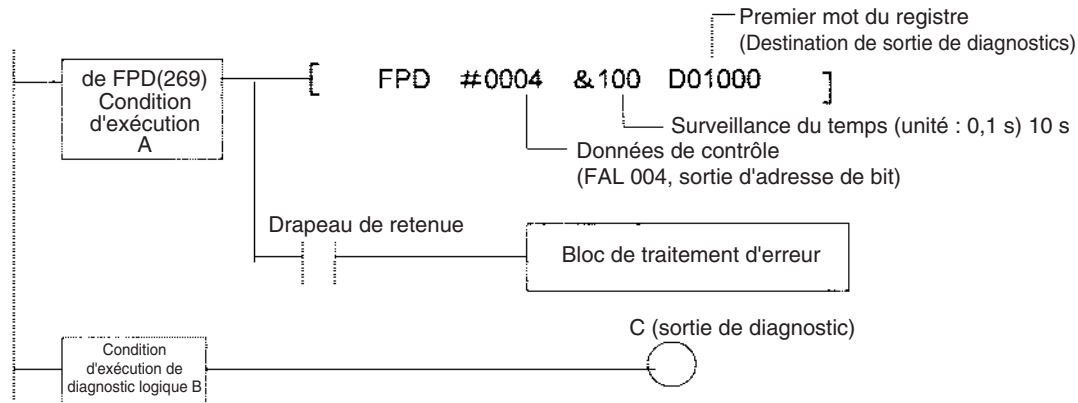 Premier mot du registre
(Destination de sortie de diagnostics)
de FPD(269)
Condition
d'exécution
A
[ FPD #0004 &100 D01000 ]
Surveillance du temps (unité : 0,1 s) 10 s
Données de contrôle
(FAL 004, sortie d'adresse de bit)
Drapeau de retenue
Bloc de traitement d'erreur
C (sortie de diagnostic)
Condition
d'exécution de
diagnostic logique B